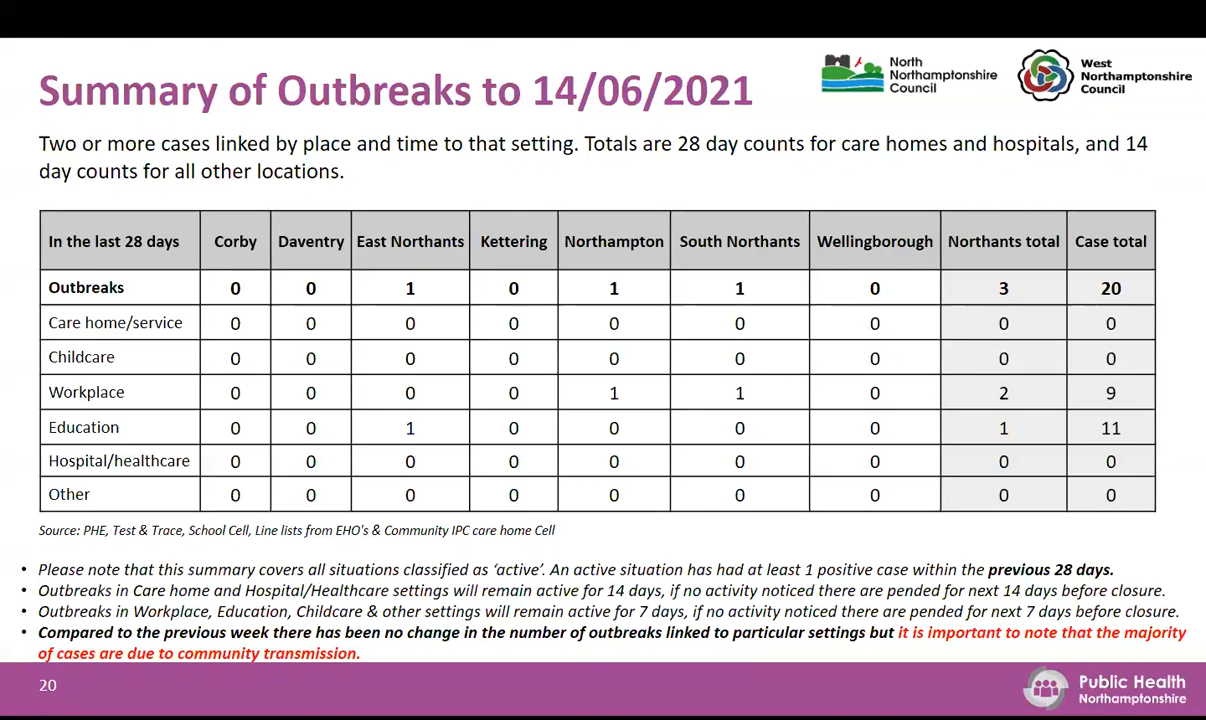 Summary of Outbreaks to 14/06/2021
North
Northamptonshire
Council
West
Northamptonshire
Council
Two or more cases linked by place and time to that setting. Totals are 28 day counts for care homes and hospitals, and 14
day counts for all other locations.
In the last 28 days Corby Daventry East Northants Kettering Northampton South Northants Wellingborough Northants total Case total
Outbreaks 0 0 1 0 1 1 0 3 20
Care home/service 0 0 0 0 0 0 0 0 0
Childcare 0 0 0 0 0 0 0 0 0
Workplace 0 0 0 0 1 1 0 2 9
Education 0 0 1 0 0 0 0 1 11
Hospital/healthcare 0 0 0 0 0 0 0 0 0
Other 0 0 0 0 0 0 0 0 0
Source: PHE, Test & Trace, School Cell, Line lists from EHO's & Community IPC care home Cell
• Please note that this summary covers all situations classified as ‘active’. An active situation has had at least 1 positive case within the previous 28 days.
• Outbreaks in Care home and Hospital/Healthcare settings will remain active for 14 days, if no activity noticed there are pended for next 14 days before closure.
• Outbreaks in Workplace, Education, Childcare & other settings will remain active for 7 days, if no activity noticed there are pended for next 7 days before closure.
• Compared to the previous week there has been no change in the number of outbreaks linked to particular settings but it is important to note that the majority
of cases are due to community transmission.
20
Public Health
Northamptonshire